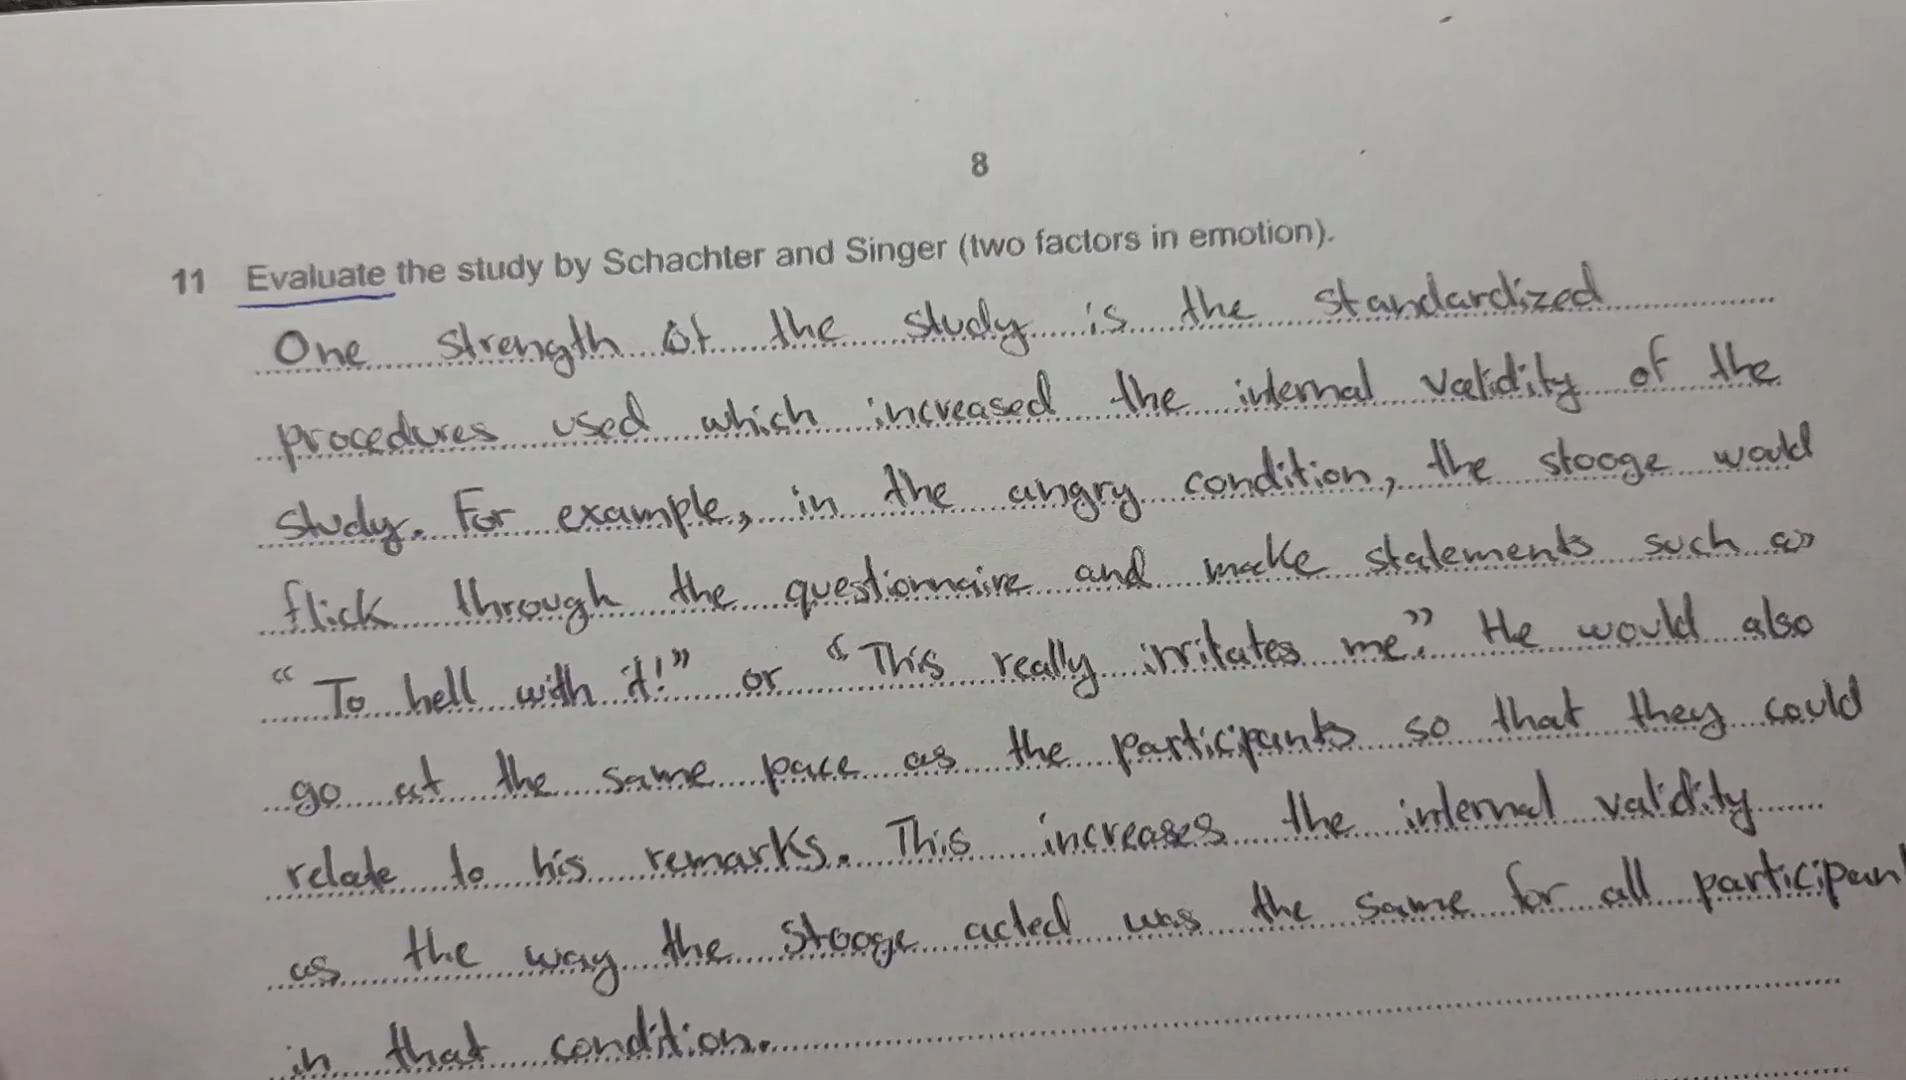 8
11 Evaluate the study by Schachter and Singer (two factors in emotion).
One strength of the study is the standardized
procedures used which increased the internal validity of the
study. For example, in the angry condition, the stooge would
flick through the questionnaire and make statements such as
“To hell with it!” or “This really irritates me.” He would also
go at the same pace as the participants so that they could
relate to his remarks. This increases the internal validity
as the way the stooge acted was the same for all participant
in that condition.